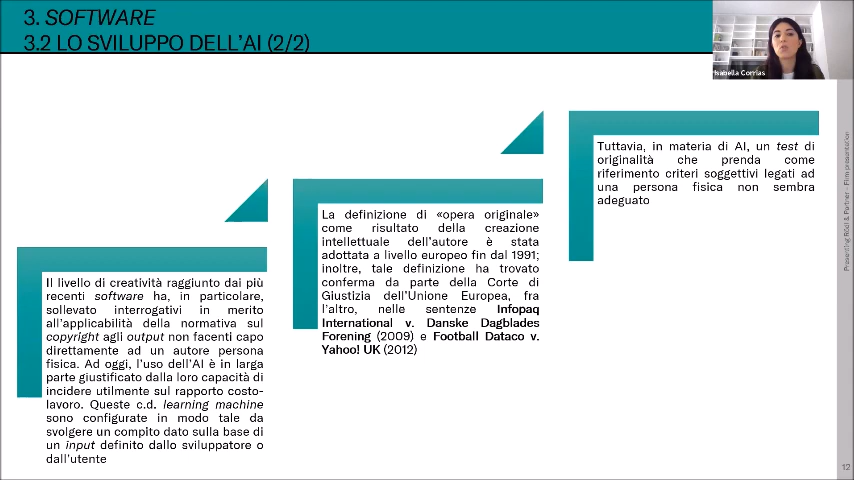 3. SOFTWARE
3.2 LO SVILUPPO DELL'AI (2/2)
Isabella Corrias
Il livello di creatività raggiunto dai più
recenti software ha, in particolare,
sollevato interrogativi in merito
all'applicabilità della normativa sul
copyright agli output non facenti capo
direttamente ad un autore persona
fisica. Ad oggi, l'uso dell'AI è in larga
parte giustificato dalla loro capacità di
incidere utilmente sul rapporto costo-
lavoro. Queste c.d. learning machine
sono configurate in modo tale da
svolgere un compito dato sulla base di
un input definito dallo sviluppatore o
dall'utente
La definizione di «opera originale»
come risultato della creazione
intellettuale dell'autore è stata
adottata a livello europeo fin dal 1991;
inoltre, tale definizione ha trovato
conferma da parte della Corte di
Giustizia dell'Unione Europea, fra
l'altro, nelle sentenze Infopaq
International v. Danske Dagblades
Forening (2009) e Football Dataco v.
Yahoo! UK (2012)
Tuttavia, in materia di AI, un test di
originalità che prenda come
riferimento criteri soggettivi legati ad
una persona fisica non sembra
adeguato
Presenting Rödl & Partner - Film presentation
12